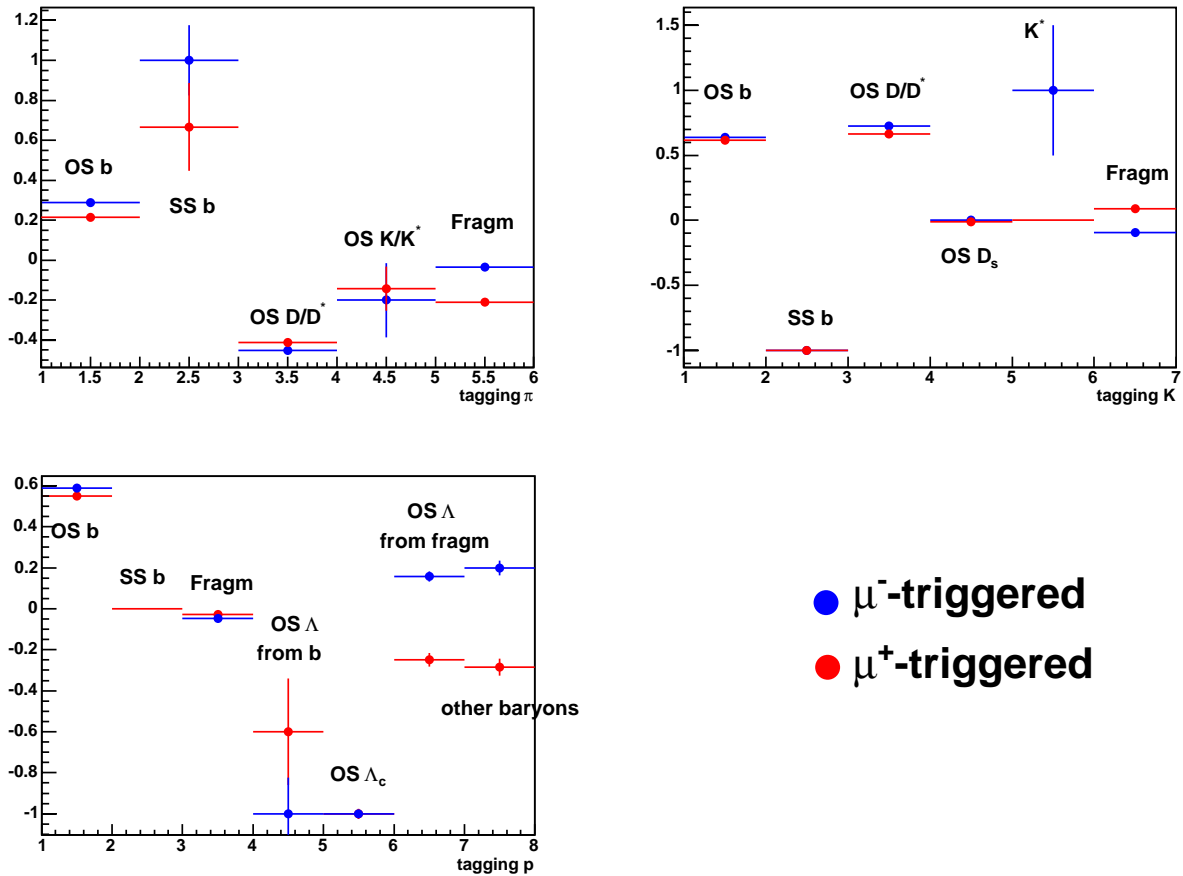 1.2
1
0.8
0.6
0.4
0.2
0
-0.2
-0.4
OS b
SS b
OS D/D*
OS K/K*
Fragm
1 1.5 2 2.5 3 3.5 4 4.5 5 5.5 6
tagging π
1.5
1
0.5
0
-0.5
-1
OS b
SS b
OS D/D*
OS Ds
K*
Fragm
1 2 3 4 5 6 7
tagging K
0.6
0.4
0.2
0
-0.2
-0.4
-0.6
-0.8
-1
OS b
SS b
Fragm
OS Λ
from b
OS Λc
OS Λ
from fragm
other baryons
1 2 3 4 5 6 7 8
tagging p
μ⁻-triggered
μ⁺-triggered